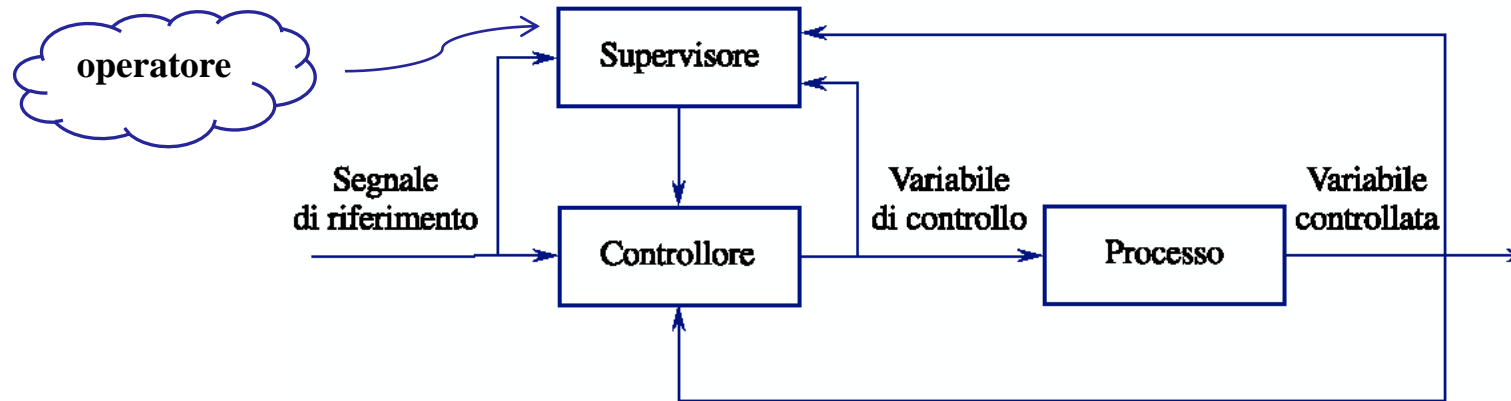 operatore
Supervisore
Segnale
di riferimento
Controllore
Variabile
di controllo
Processo
Variabile
controllata